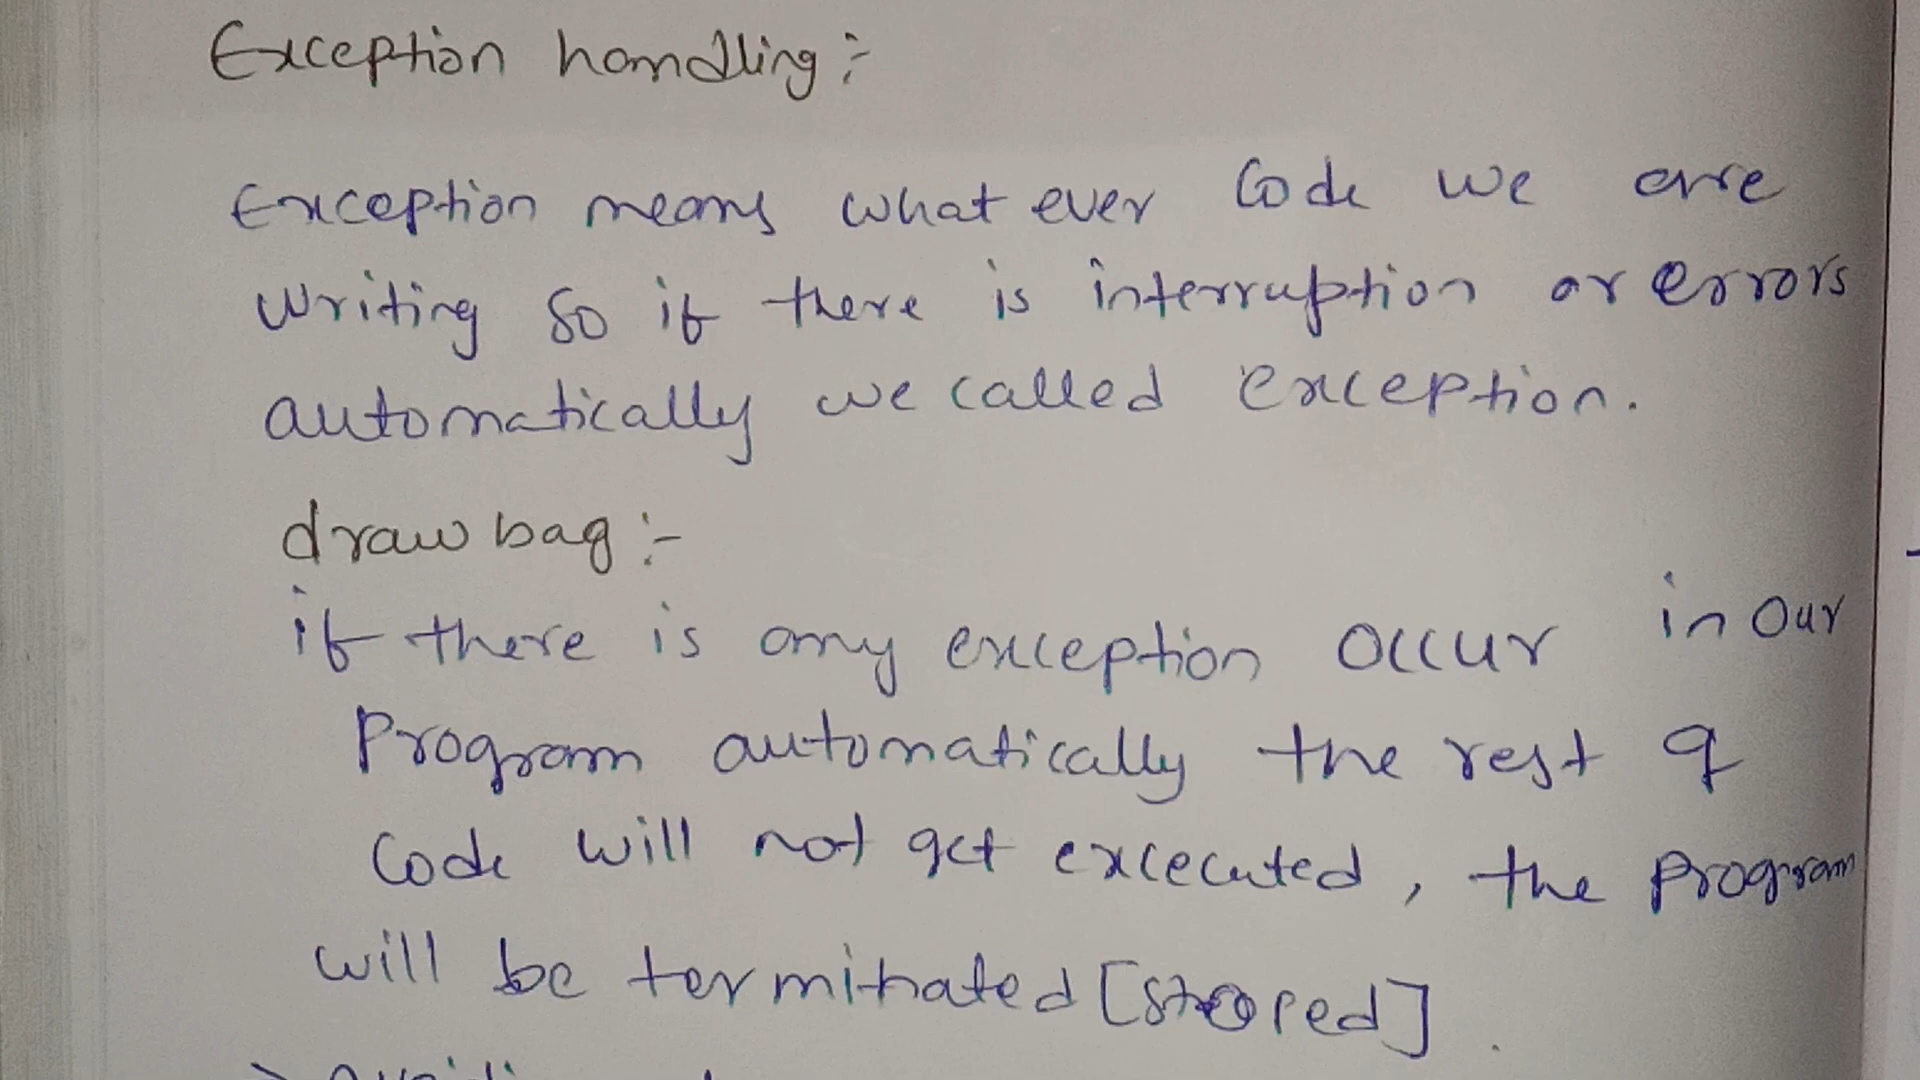 Exception handling :-
Exception means what ever Code we are
writing So if there is interruption or errors
automatically we called exception.
draw bag :-
if there is any exception occur in our
Program automatically the rest of
Code will not get excecuted, the program
will be terminated [stoped].